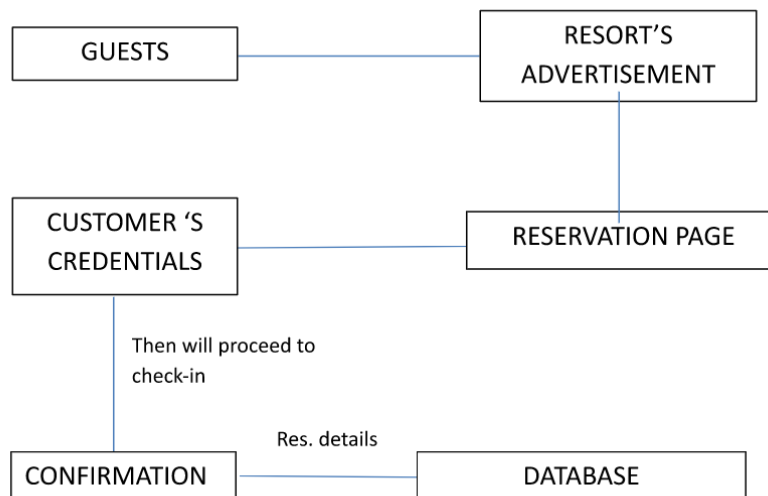 GUESTS
RESORT’S
ADVERTISEMENT
CUSTOMER ‘S
CREDENTIALS
RESERVATION PAGE
Then will proceed to
check-in
Res. details
CONFIRMATION
DATABASE